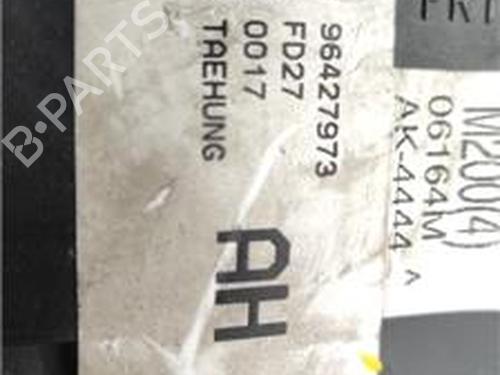 96427973
FD27
0017
TAEHUNG
AH
M200(4)
06164M
AK-4444 ^
B-PARTS